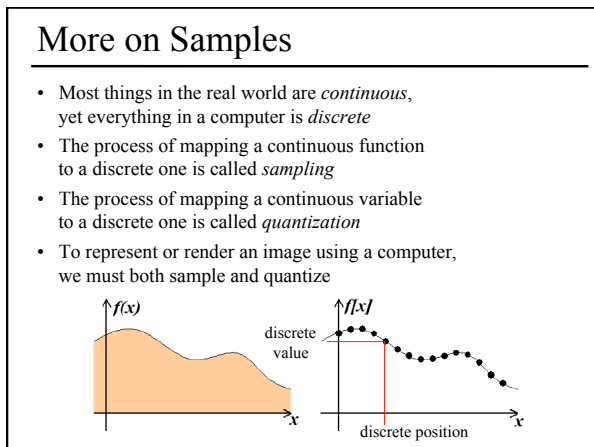 More on Samples
• Most things in the real world are continuous,
yet everything in a computer is discrete
• The process of mapping a continuous function
to a discrete one is called sampling
• The process of mapping a continuous variable
to a discrete one is called quantization
• To represent or render an image using a computer,
we must both sample and quantize
f(x)
x
f[x]
discrete
value
x
discrete position